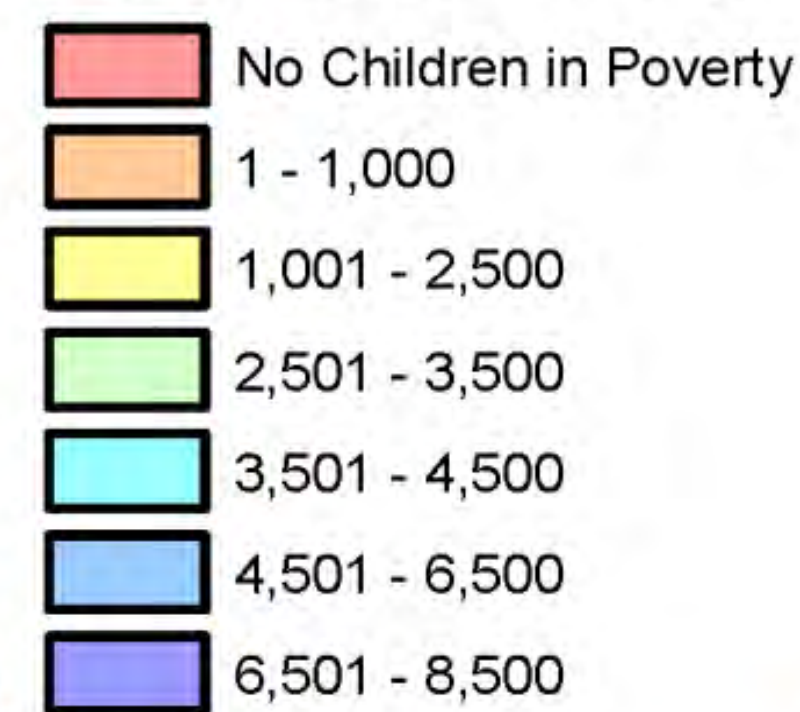 No Children in Poverty
1 - 1,000
1,001 - 2,500
2,501 - 3,500
3,501 - 4,500
4,501 - 6,500
6,501 - 8,500